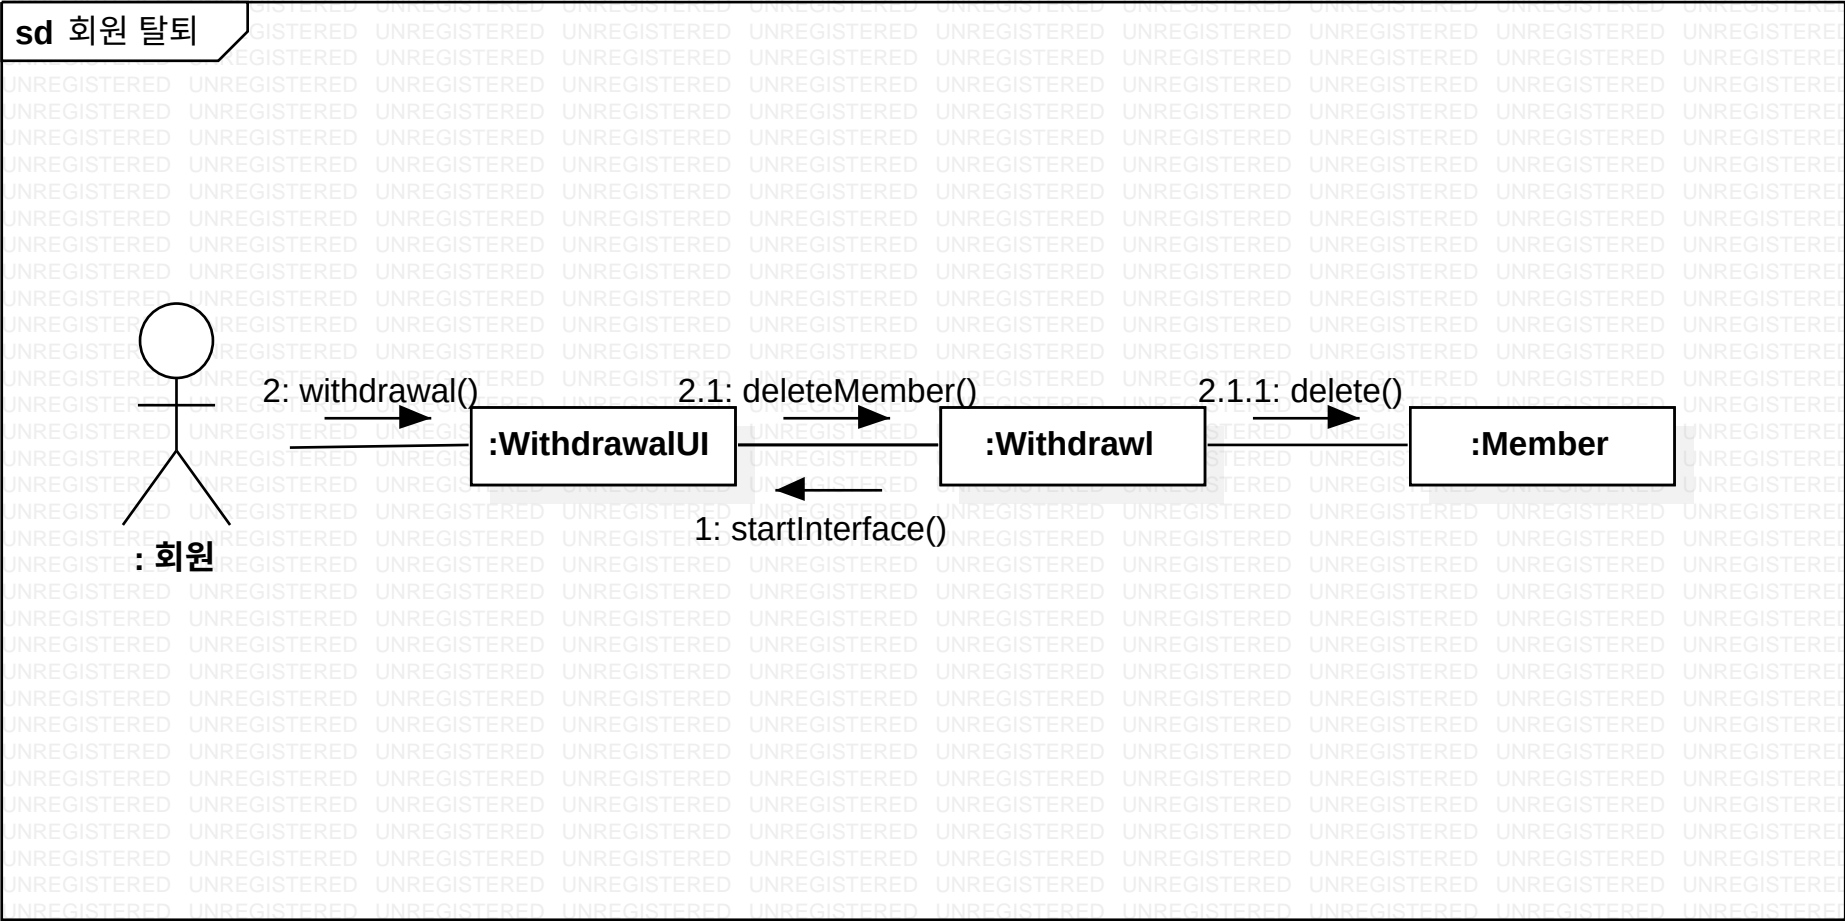 sd 회원 탈퇴
2: withdrawal()
2.1: deleteMember()
2.1.1: delete()
:WithdrawalUI
:Withdrawl
:Member
1: startInterface()
: 회원
UNREGISTERED